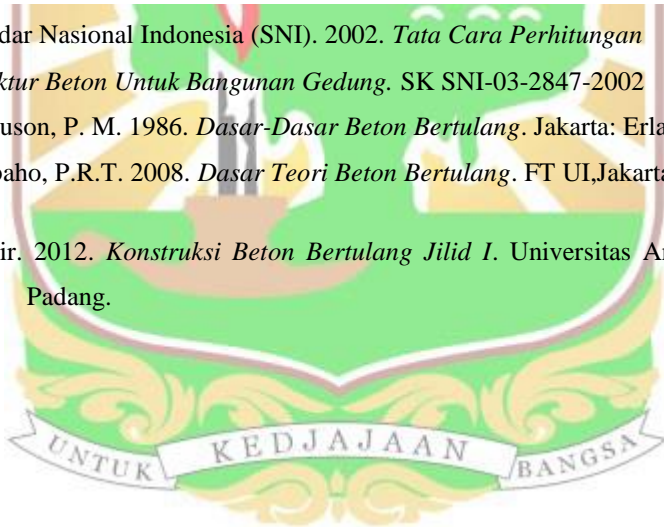 dar Nasional Indonesia (SNI). 2002. Tata Cara Perhitungan
ktur Beton Untuk Bangunan Gedung. SK SNI-03-2847-2002
uson, P. M. 1986. Dasar-Dasar Beton Bertulang. Jakarta: Erla
aho, P.R.T. 2008. Dasar Teori Beton Bertulang. FT UI,Jakarta
ir. 2012. Konstruksi Beton Bertulang Jilid I. Universitas An
Padang.
UNTUK KEDJAJAAN BANGSA